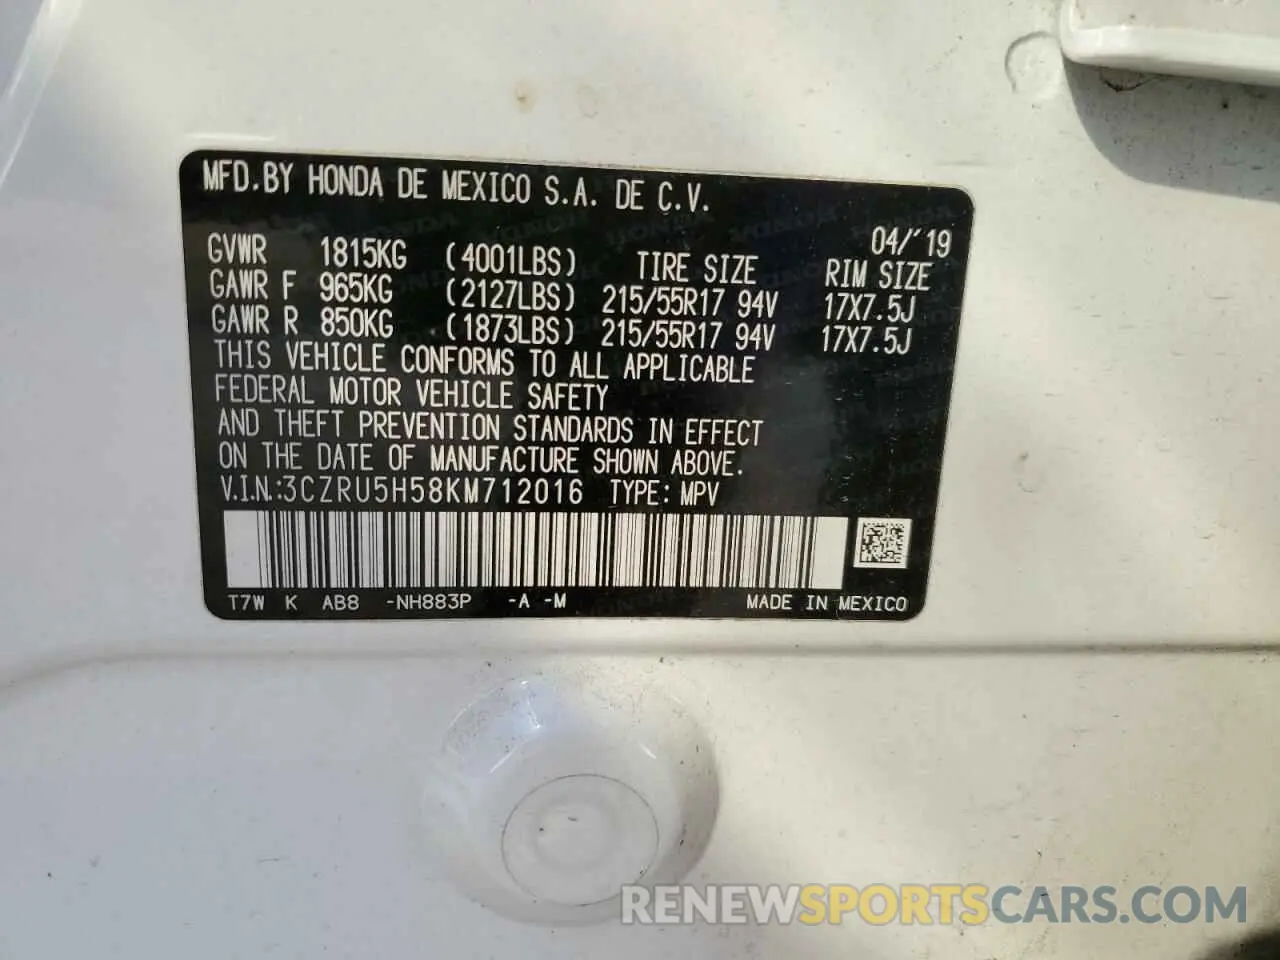 MFD.BY HONDA DE MEXICO S.A. DE C.V.
04/'19
GVWR 1815KG (4001LBS) TIRE SIZE RIM SIZE
GAWR F 965KG (2127LBS) 215/55R17 94V 17X7.5J
GAWR R 850KG (1873LBS) 215/55R17 94V 17X7.5J
THIS VEHICLE CONFORMS TO ALL APPLICABLE
FEDERAL MOTOR VEHICLE SAFETY
AND THEFT PREVENTION STANDARDS IN EFFECT
ON THE DATE OF MANUFACTURE SHOWN ABOVE.
V.I.N.:3CZRU5H58KM712016 TYPE: MPV
T7W K AB8 -NH883P -A -M MADE IN MEXICO
RENEWSPORTSCARS.COM